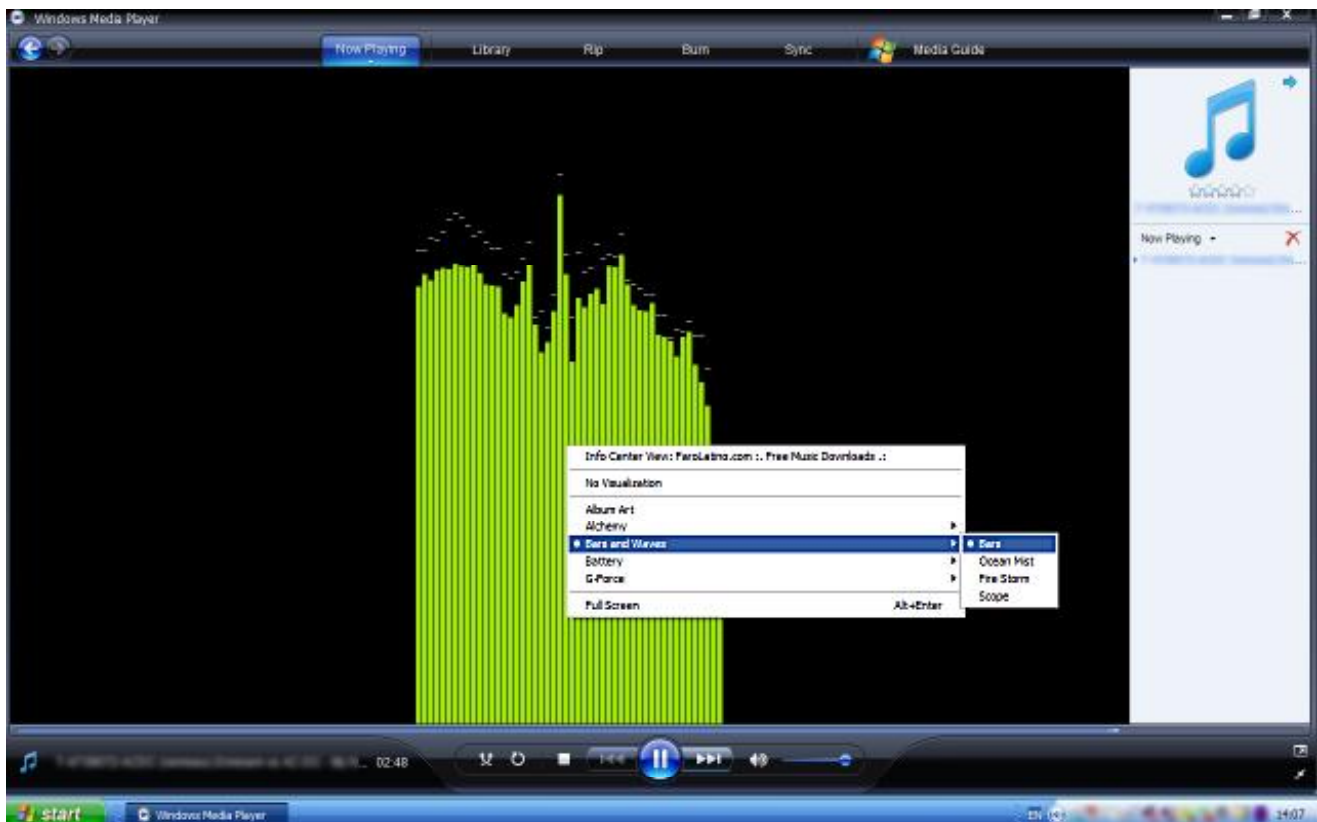 Windows Media Player
Now Playing Library Rip Burn Sync Media Guide
Now Playing
Info Center View: FaroLatino.com :. Free Music Downloads .:
No Visualization
Album Art
Alchemy
Bars and Waves
Bars
Battery
Ocean Mist
G-Force
Fire Storm
Scope
Full Screen Alt+Enter
02:48
start Windows Media Player EN 14:07